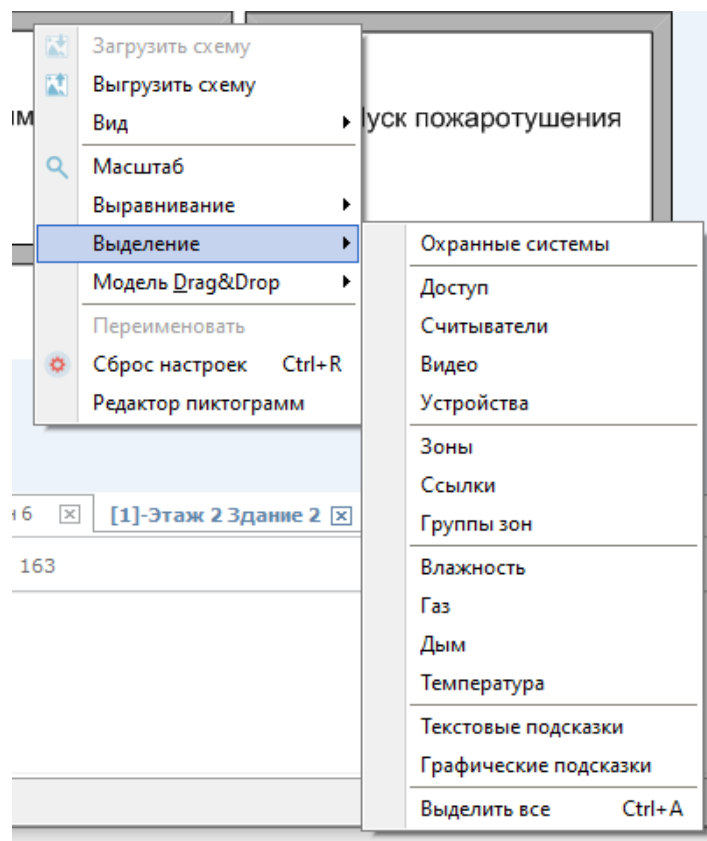 Загрузить схему
Выгрузить схему
Вид
пожаротушения
Масштаб
Выравнивание
Выделение
Модель Drag&Drop
Переименовать
Сброс настроек Ctrl+R
Редактор пиктограмм
Охранные системы
Доступ
Считыватели
Видео
Устройства
Зоны
Ссылки
Группы зон
Влажность
Газ
Дым
Температура
Текстовые подсказки
Графические подсказки
Выделить все Ctrl+A
6
[1]-Этаж 2 Здание 2
163